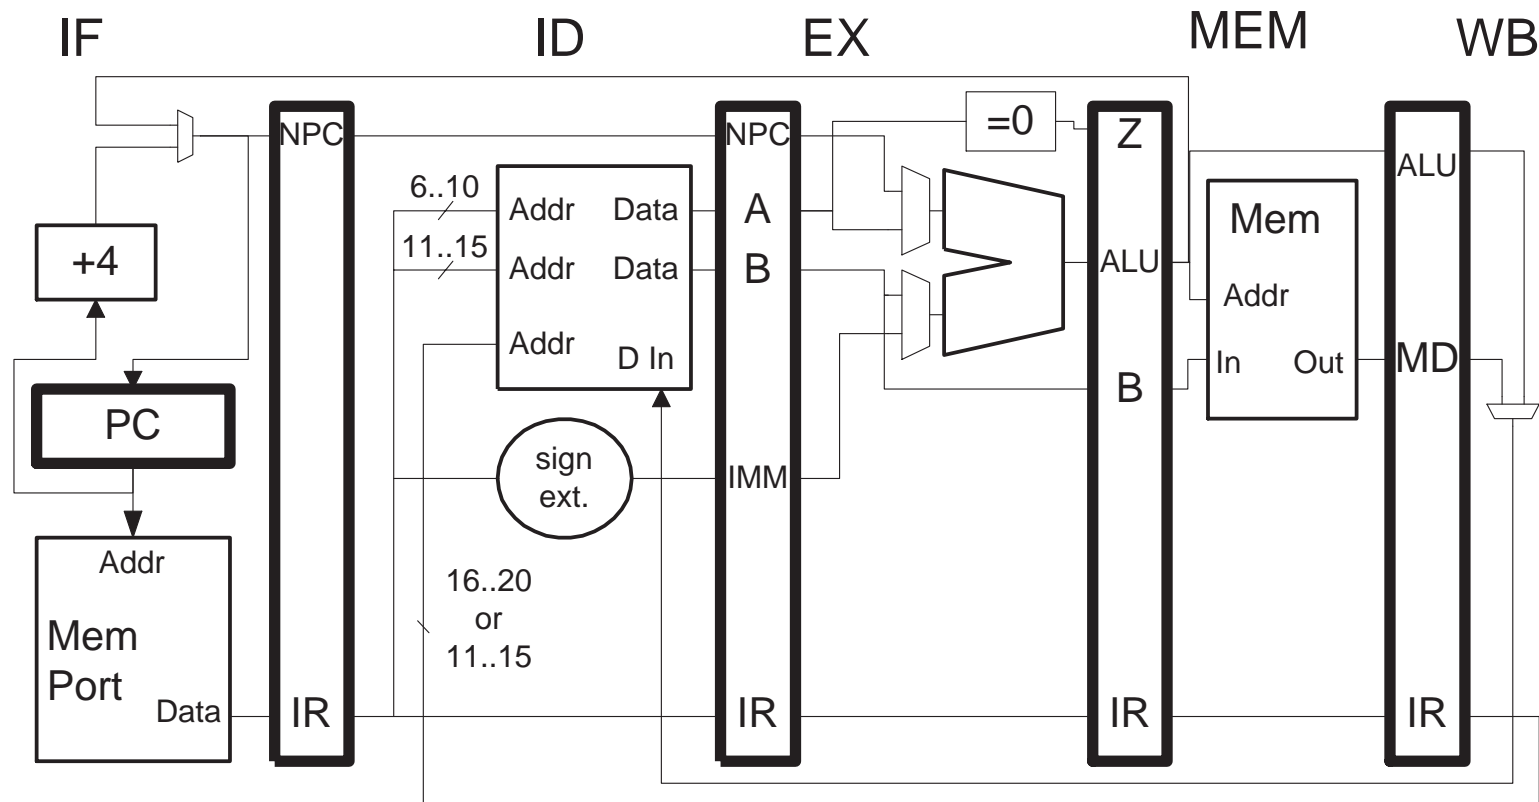 IF ID EX MEM WB
NPC
+4
PC
Addr
Mem
Port
Data
IR
6..10
11..15
Addr Data
Addr Data
Addr
D In
sign
ext.
16..20
or
11..15
NPC
A
B
IMM
IR
=0
Z
ALU
B
IR
Mem
Addr
In Out
ALU
MD
IR